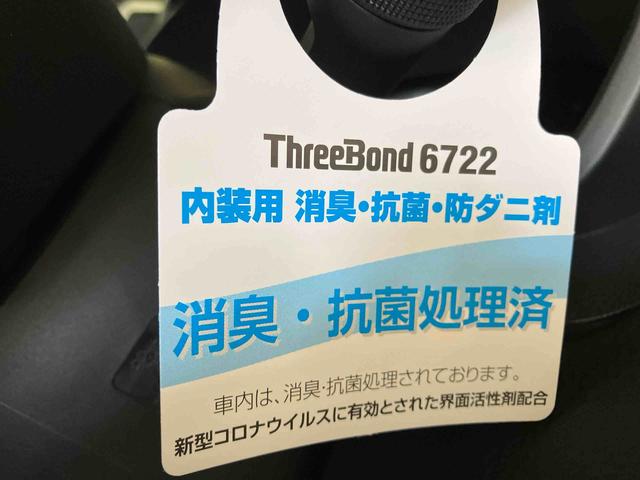 ThreeBond 6722
内装用 消臭・抗菌・防ダニ剤
消臭・抗菌処理済
車内は、消臭・抗菌処理されております。
新型コロナウイルスに有効とされた界面活性剤配合